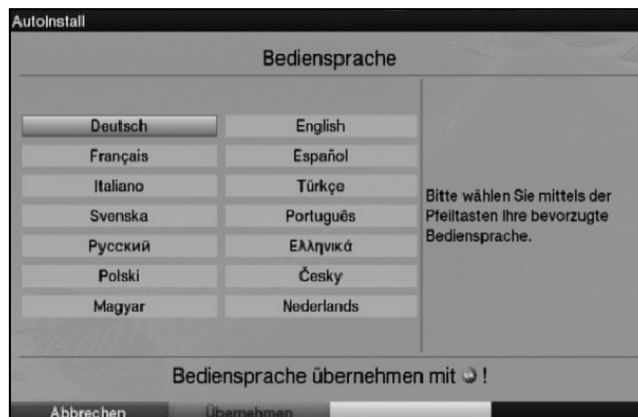 AutoInstall
Bediensprache
Deutsch
English
Français
Español
Italiano
Türkçe
Svenska
Português
Русский
Ελληνικά
Polski
Česky
Magyar
Nederlands
Bitte wählen Sie mittels der
Pfeiltasten Ihre bevorzugte
Bediensprache.
Bediensprache übernehmen mit ok !
Abbrechen
Übernehmen